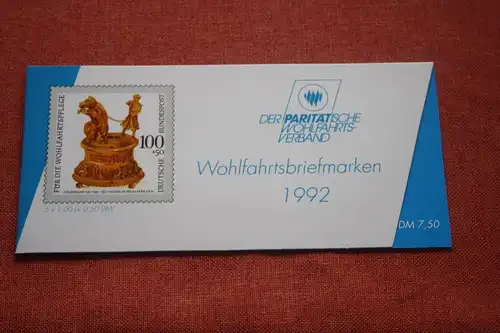 FÜR DIE WOHLFAHRTSPFLEGE
100
+50
DEUTSCHE BUNDESPOST
5 x 1,00 (+ 0,50 DM)
DER PARITÄTISCHE
WOHLFAHRTS-
VERBAND
Wohlfahrtsbriefmarken
1992
DM 7,50